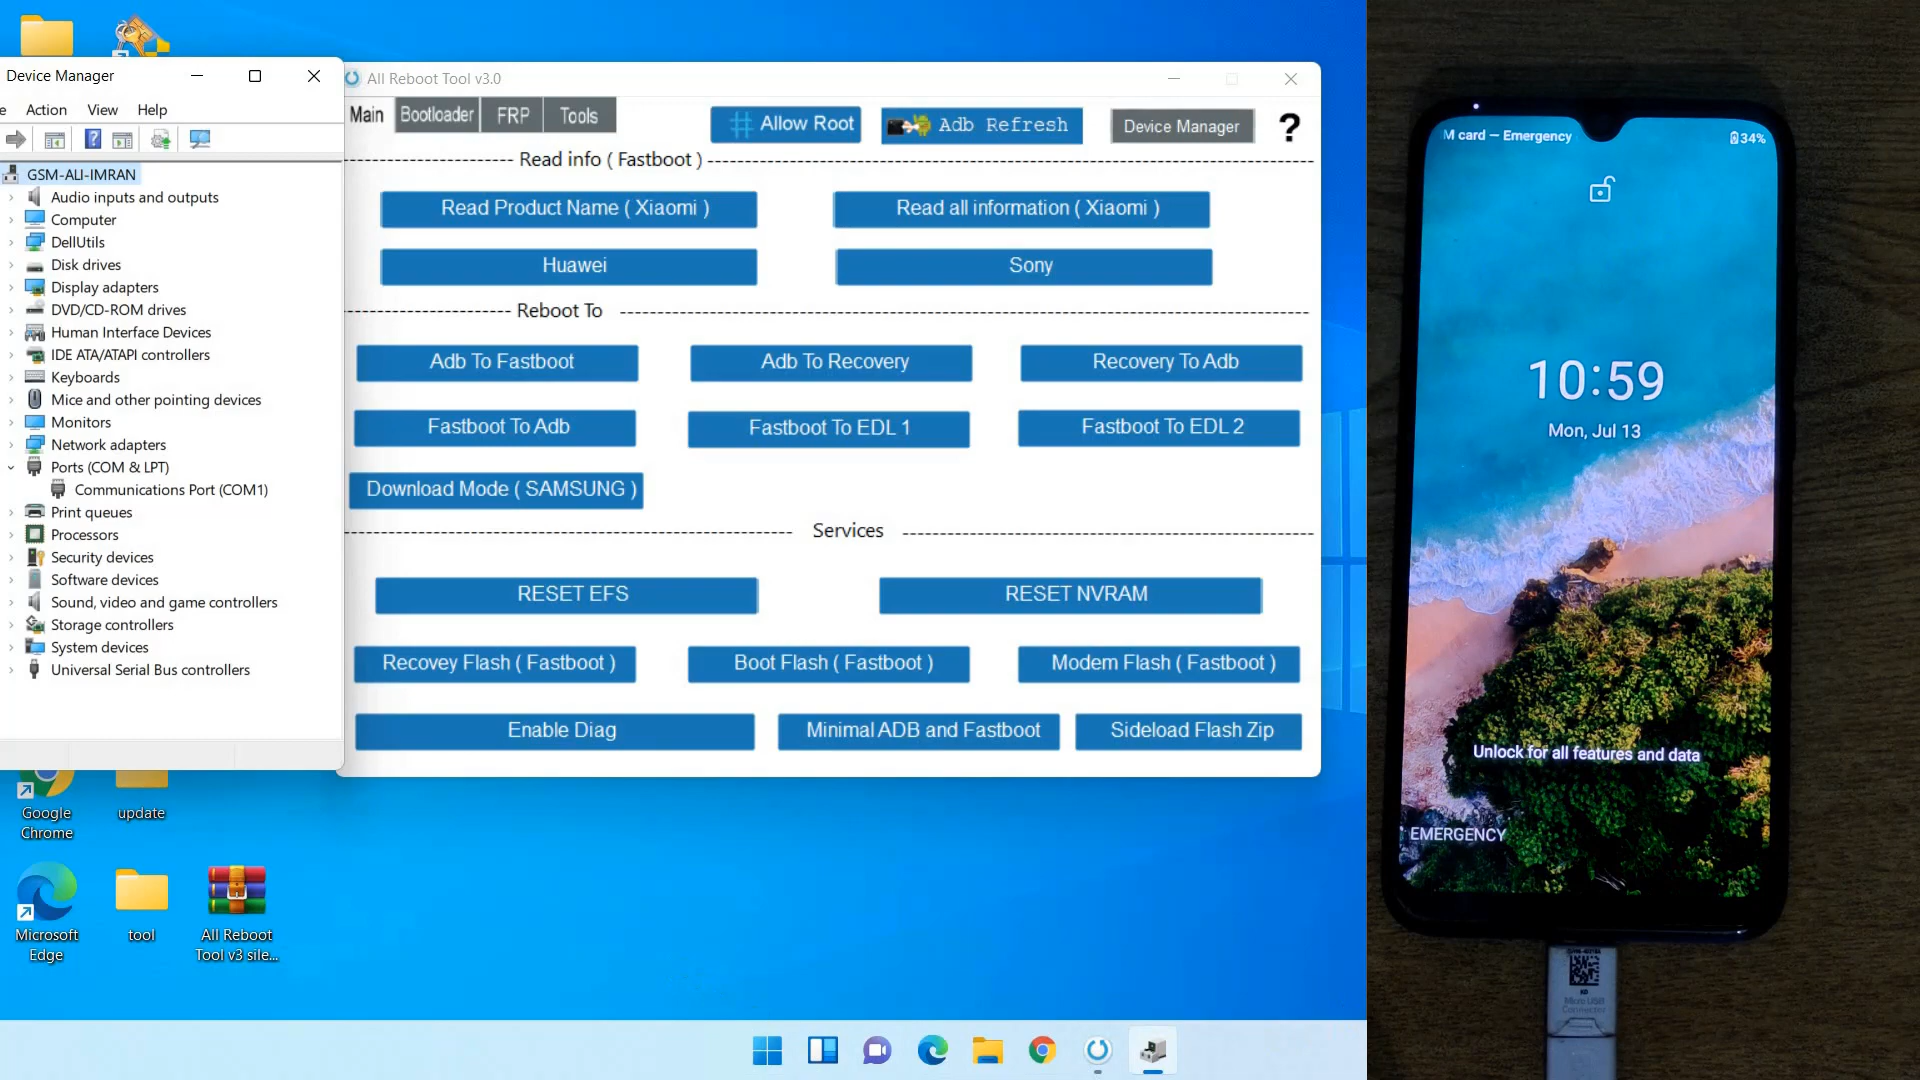 Device Manager
e Action View Help
GSM-ALI-IMRAN
Audio inputs and outputs
Computer
DellUtils
Disk drives
Display adapters
DVD/CD-ROM drives
Human Interface Devices
IDE ATA/ATAPI controllers
Keyboards
Mice and other pointing devices
Monitors
Network adapters
Ports (COM & LPT)
Communications Port (COM1)
Print queues
Processors
Security devices
Software devices
Sound, video and game controllers
Storage controllers
System devices
Universal Serial Bus controllers
All Reboot Tool v3.0
Main Bootloader FRP Tools
# Allow Root Adb Refresh Device Manager ?
Read info ( Fastboot )
Read Product Name ( Xiaomi ) Read all information ( Xiaomi )
Huawei Sony
Reboot To
Adb To Fastboot Adb To Recovery Recovery To Adb
Fastboot To Adb Fastboot To EDL 1 Fastboot To EDL 2
Download Mode ( SAMSUNG )
Services
RESET EFS RESET NVRAM
Recovey Flash ( Fastboot ) Boot Flash ( Fastboot ) Modem Flash ( Fastboot )
Enable Diag Minimal ADB and Fastboot Sideload Flash Zip
Google
Chrome
update
Microsoft
Edge
tool
All Reboot
Tool v3 sile...
M card — Emergency 34%
10:59
Mon, Jul 13
Unlock for all features and data
EMERGENCY
Micro USB
Connector